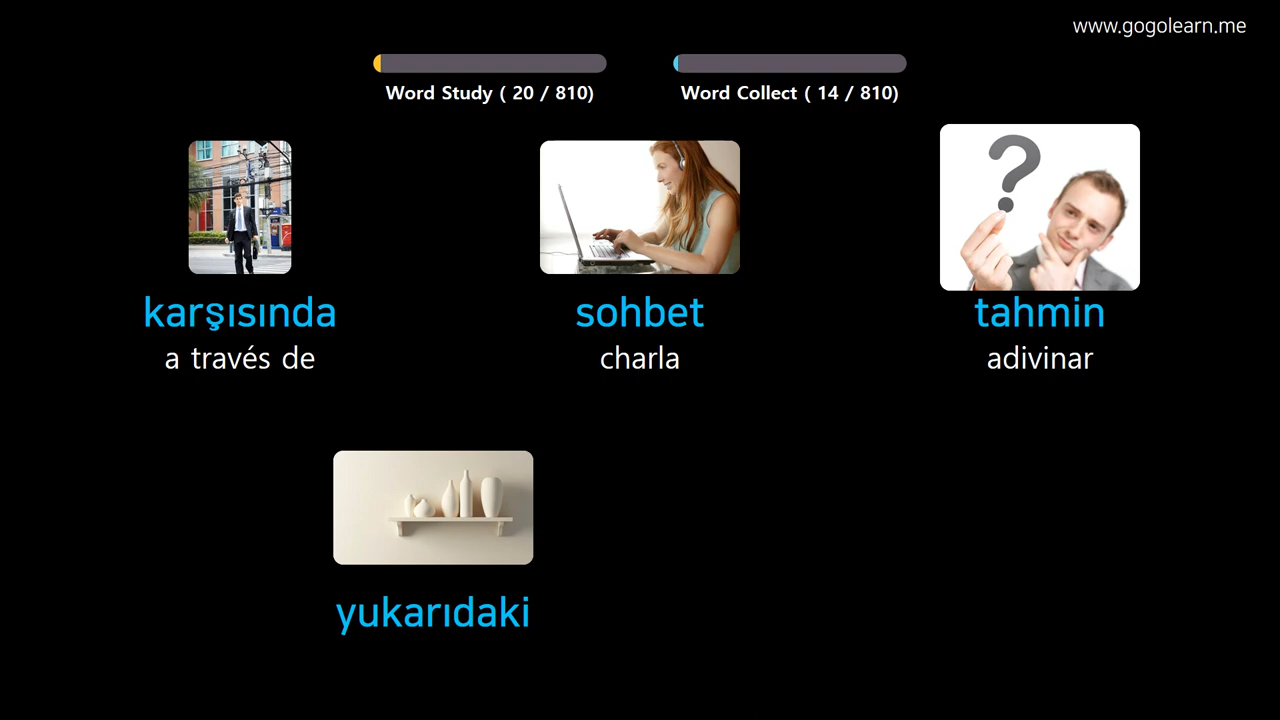 www.gogolearn.me
Word Study ( 20 / 810)
Word Collect ( 14 / 810)
karşısında
sohbet
tahmin
a través de
charla
adivinar
yukarıdaki